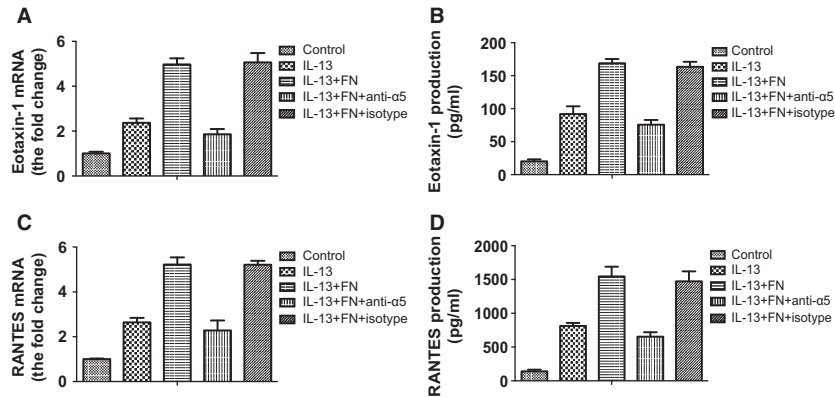 A
Eotaxin-1 mRNA
(the fold change)
6
4
2
0
Control
IL-13
IL-13+FN
IL-13+FN+anti-α5
IL-13+FN+isotype
B
Eotaxin-1 production
(pg/ml)
200
150
100
50
0
Control
IL-13
IL-13+FN
IL-13+FN+anti-α5
IL-13+FN+isotype
C
RANTES mRNA
(the fold change)
6
4
2
0
Control
IL-13
IL-13+FN
IL-13+FN+anti-α5
IL-13+FN+isotype
D
RANTES production
(pg/ml)
2000
1500
1000
500
0
Control
IL-13
IL-13+FN
IL-13+FN+anti-α5
IL-13+FN+isotype